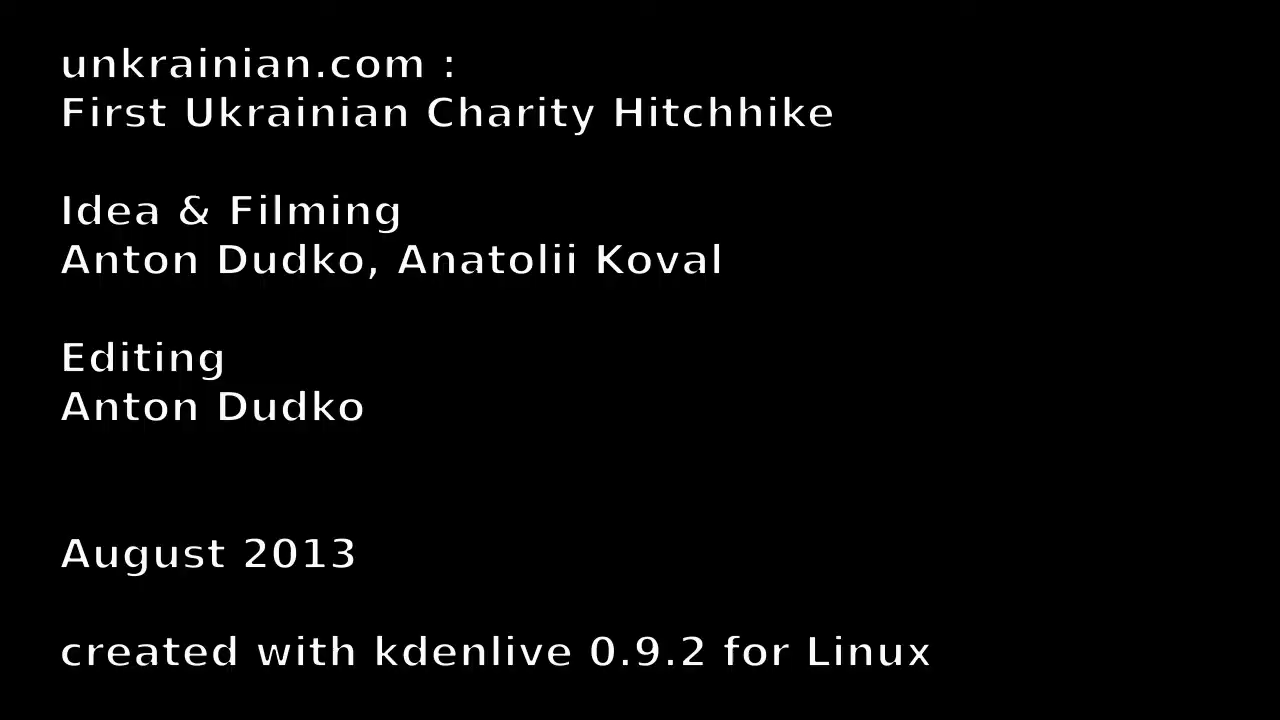 unkrainian.com :
First Ukrainian Charity Hitchhike
Idea & Filming
Anton Dudko, Anatolii Koval
Editing
Anton Dudko
August 2013
created with kdenlive 0.9.2 for Linux